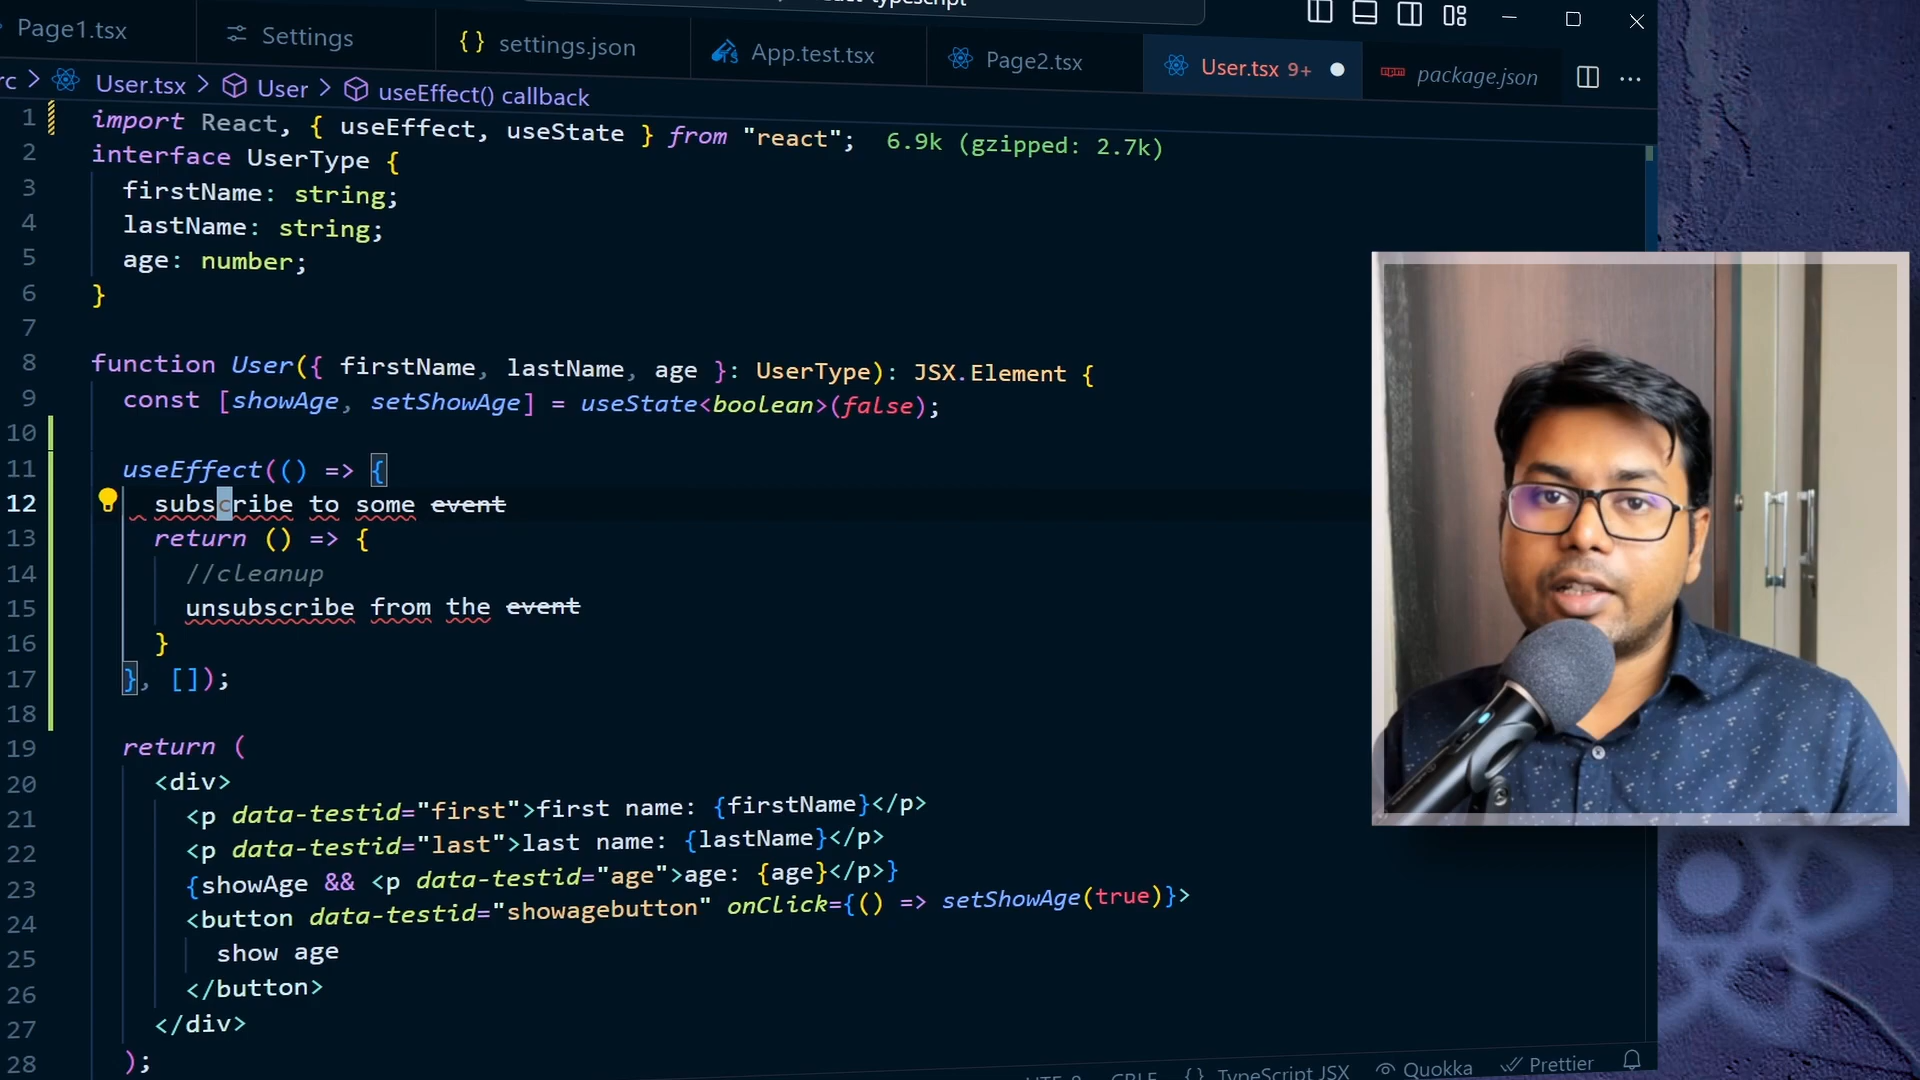 Page1.tsx
Settings
{} settings.json
App.test.tsx
Page2.tsx
User.tsx 9+
package.json
User.tsx > User > useEffect() callback
1 import React, { useEffect, useState } from "react"; 6.9k (gzipped: 2.7k)
2 interface UserType {
3 firstName: string;
4 lastName: string;
5 age: number;
6 }
7
8 function User({ firstName, lastName, age }: UserType): JSX.Element {
9 const [showAge, setShowAge] = useState<boolean>(false);
10
11 useEffect(() => {
12 subscribe to some event
13 return () => {
14 //cleanup
15 unsubscribe from the event
16 }
17 }, []);
18
19 return (
20 <div>
21 <p data-testid="first">first name: {firstName}</p>
22 <p data-testid="last">last name: {lastName}</p>
23 {showAge && <p data-testid="age">age: {age}</p>}
24 <button data-testid="showagebutton" onClick={() => setShowAge(true)}>
25 show age
26 </button>
27 </div>
28 );
{} TypeScript JSX
Quokka
Prettier